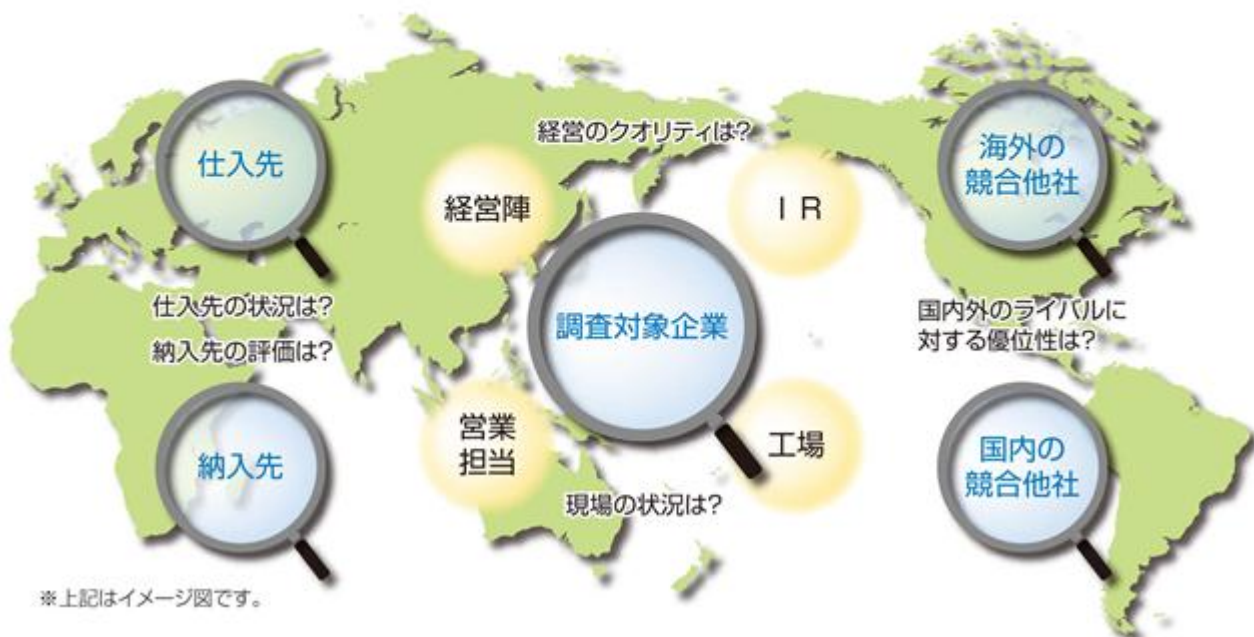 経営のクオリティは?
仕入先
経営陣
ＩＲ
海外の
競合他社
仕入先の状況は?
納入先の評価は?
調査対象企業
国内外のライバルに
対する優位性は?
納入先
営業
担当
工場
国内の
競合他社
現場の状況は?
※上記はイメージ図です。